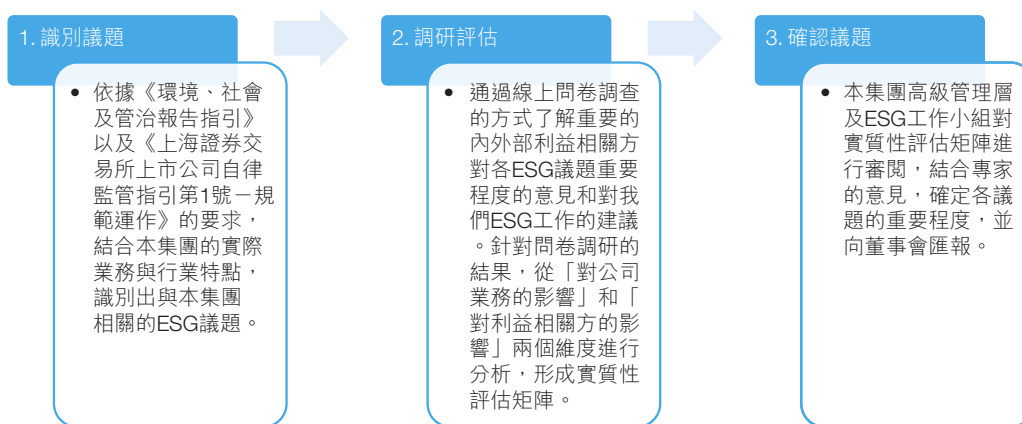 1. 識別議題
• 依據《環境、社會
及管治報告指引》
以及《上海證券交
易所上市公司自律
監管指引第1號－規
範運作》的要求，
結合本集團的實際
業務與行業特點，
識別出與本集團
相關的ESG議題。
2. 調研評估
• 通過線上問卷調查
的方式了解重要的
內外部利益相關方
對各ESG議題重要
程度的意見和對我
們ESG工作的建議
。針對問卷調研的
結果，從「對公司
業務的影響」和「
對利益相關方的影
響」兩個維度進行
分析，形成實質性
評估矩陣。
3. 確認議題
• 本集團高級管理層
及ESG工作小組對
實質性評估矩陣進
行審閱，結合專家
的意見，確定各議
題的重要程度，並
向董事會匯報。